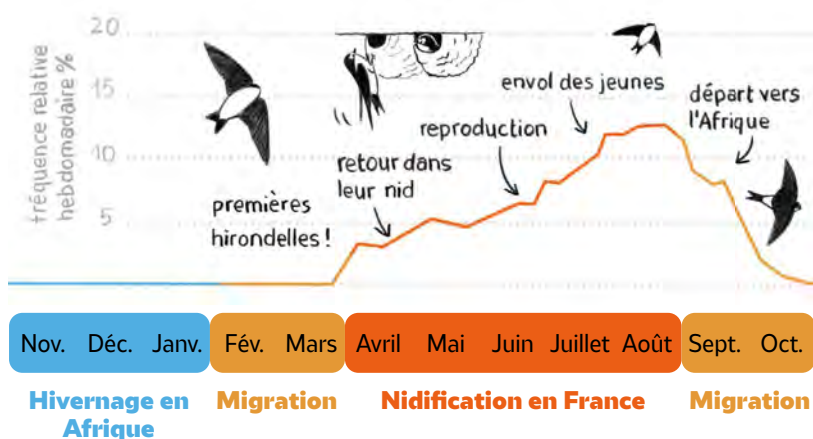 fréquence relative
hebdomadaire %
20
15
10
5
premières
hirondelles !
retour dans
leur nid
reproduction
envol des jeunes
départ vers
l'Afrique
Nov. Déc. Janv. Fév. Mars Avril Mai Juin Juillet Août Sept. Oct.
Hivernage en
Afrique
Migration
Nidification en France
Migration